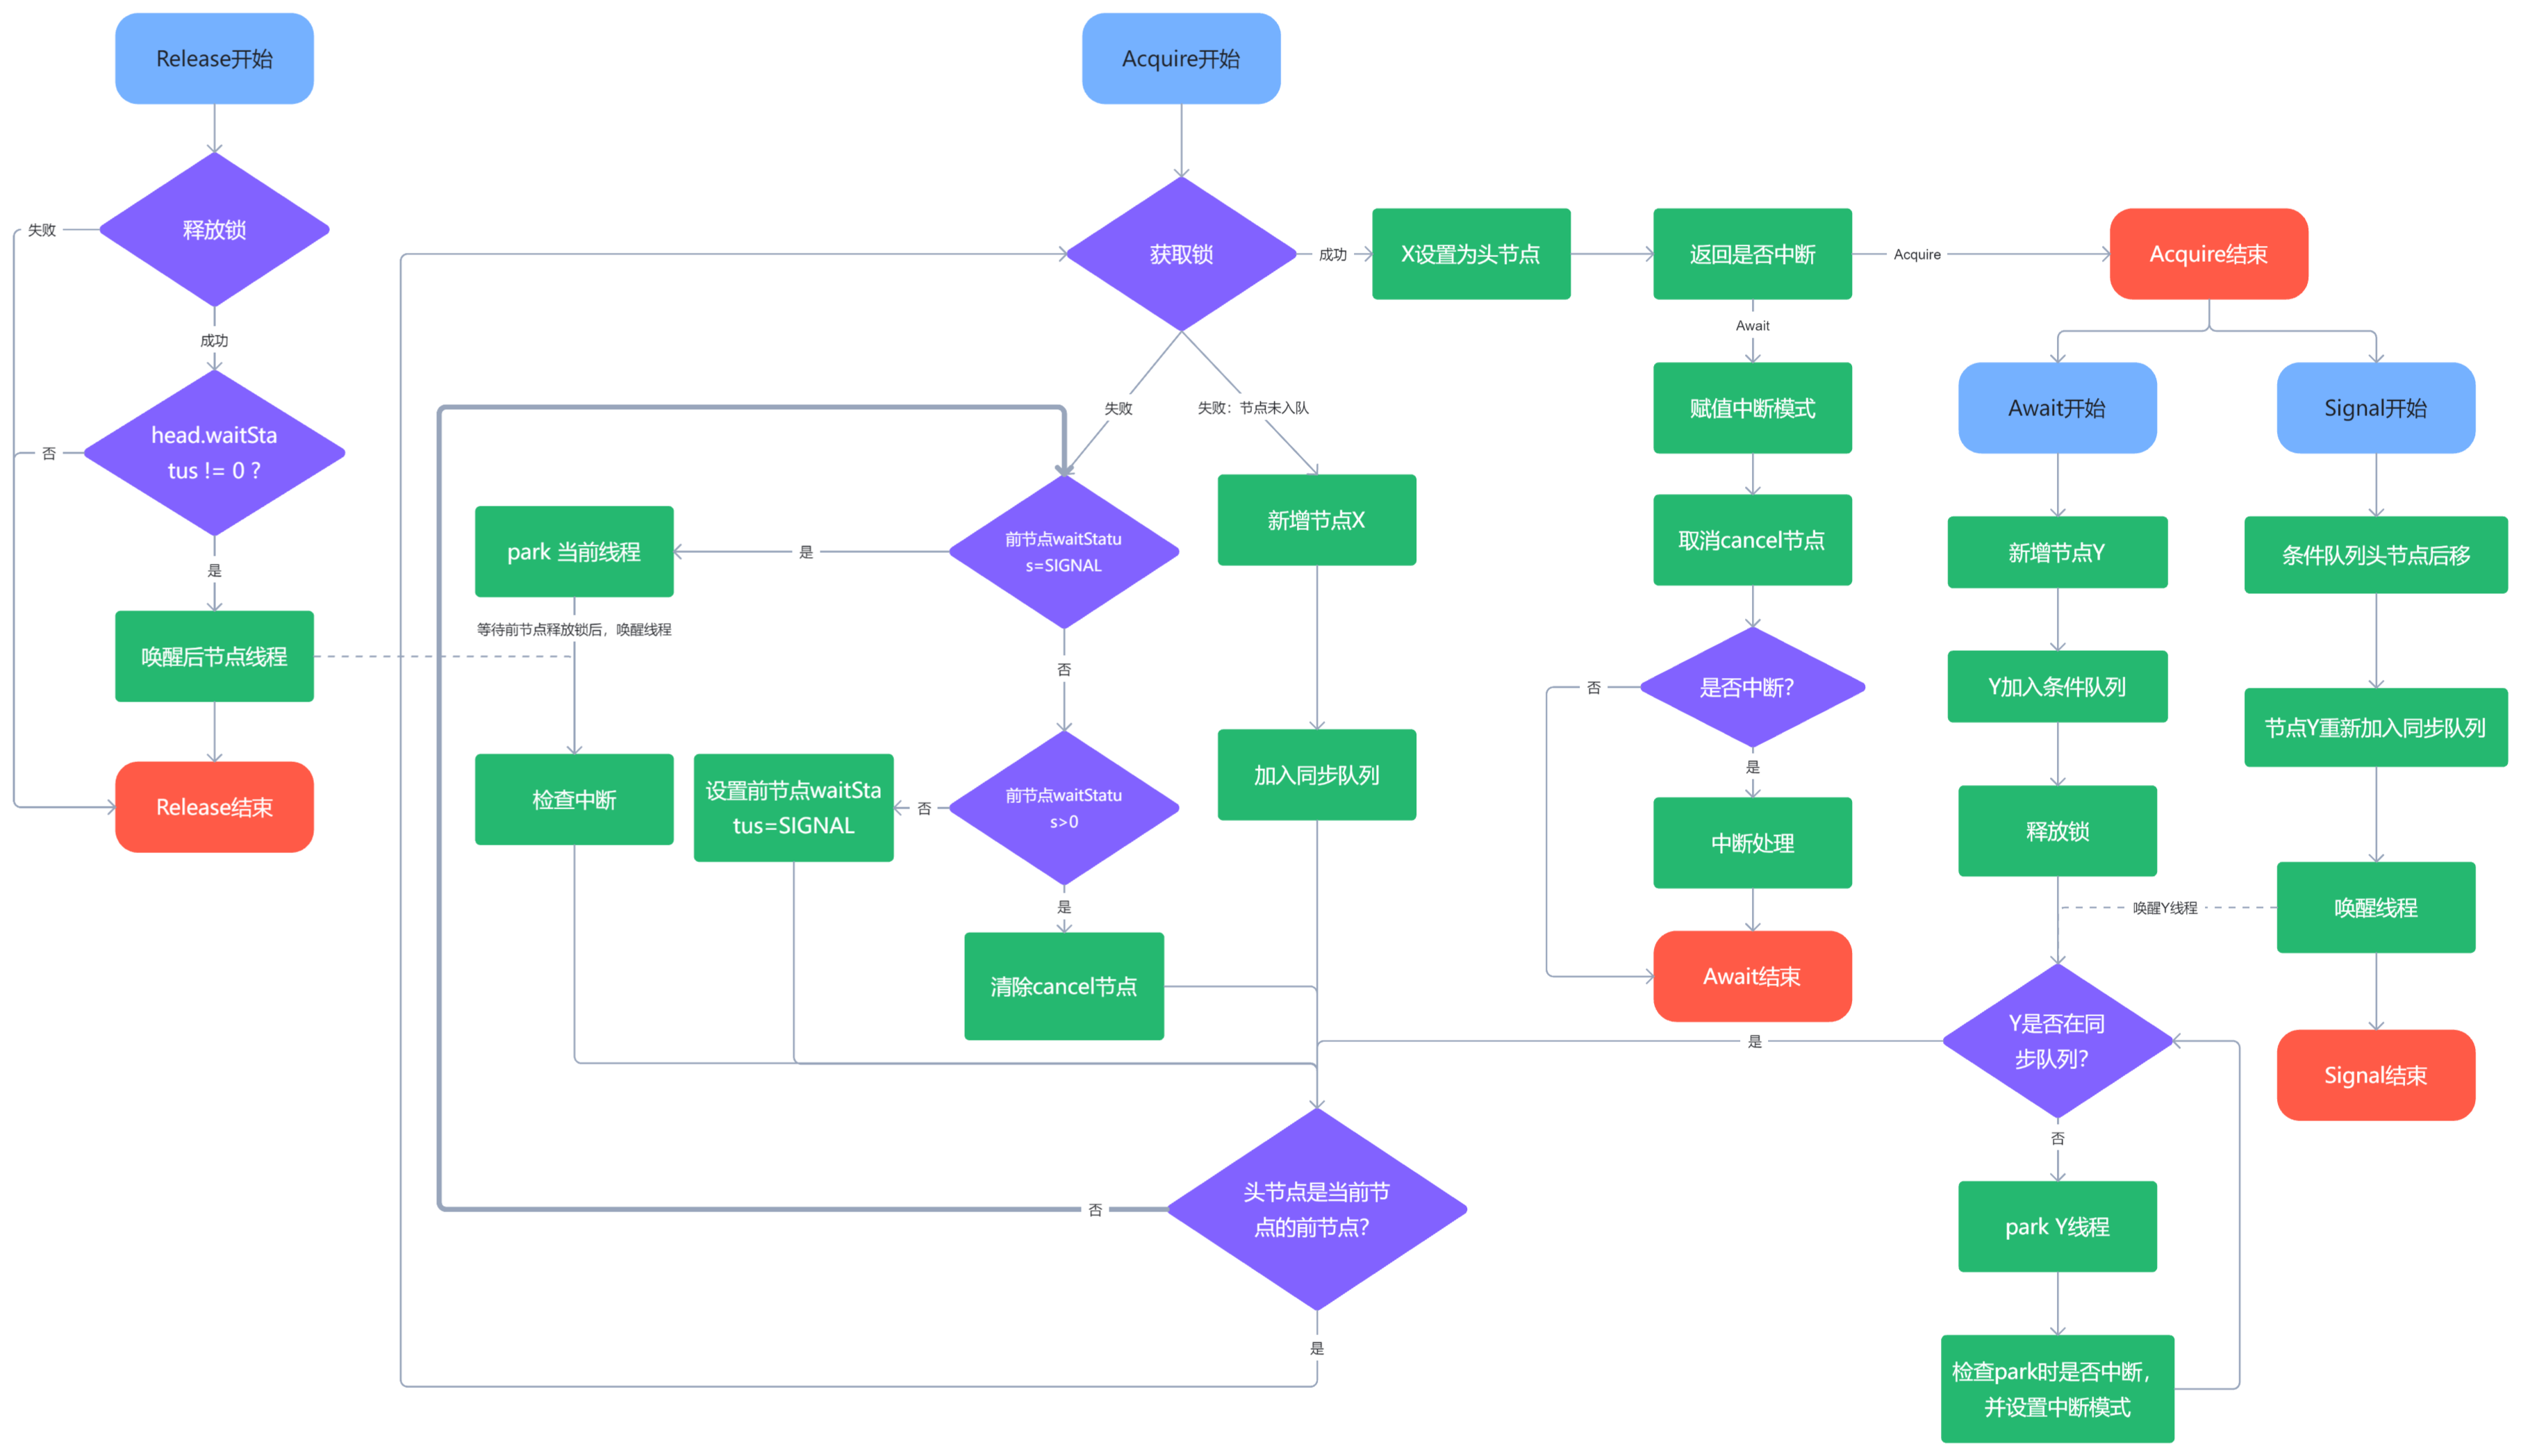 Release开始
释放锁
失败
成功
head.waitSta
tus != 0 ?
否
是
唤醒后节点线程
Release结束
Acquire开始
获取锁
成功
X设置为头节点
返回是否中断
Acquire
Acquire结束
失败
失败：节点未入队
前节点waitStatu
s=SIGNAL
是
park 当前线程
等待前节点释放锁后，唤醒线程
检查中断
否
前节点waitStatu
s>0
否
设置前节点waitSta
tus=SIGNAL
是
清除cancel节点
新增节点X
加入同步队列
头节点是当前节
点的前节点？
否
是
Await
赋值中断模式
取消cancel节点
是否中断？
否
是
中断处理
Await结束
Await开始
新增节点Y
Y加入条件队列
释放锁
Y是否在同
步队列？
是
否
park Y线程
检查park时是否中断，
并设置中断模式
Signal开始
条件队列头节点后移
节点Y重新加入同步队列
唤醒线程
唤醒Y线程
Signal结束